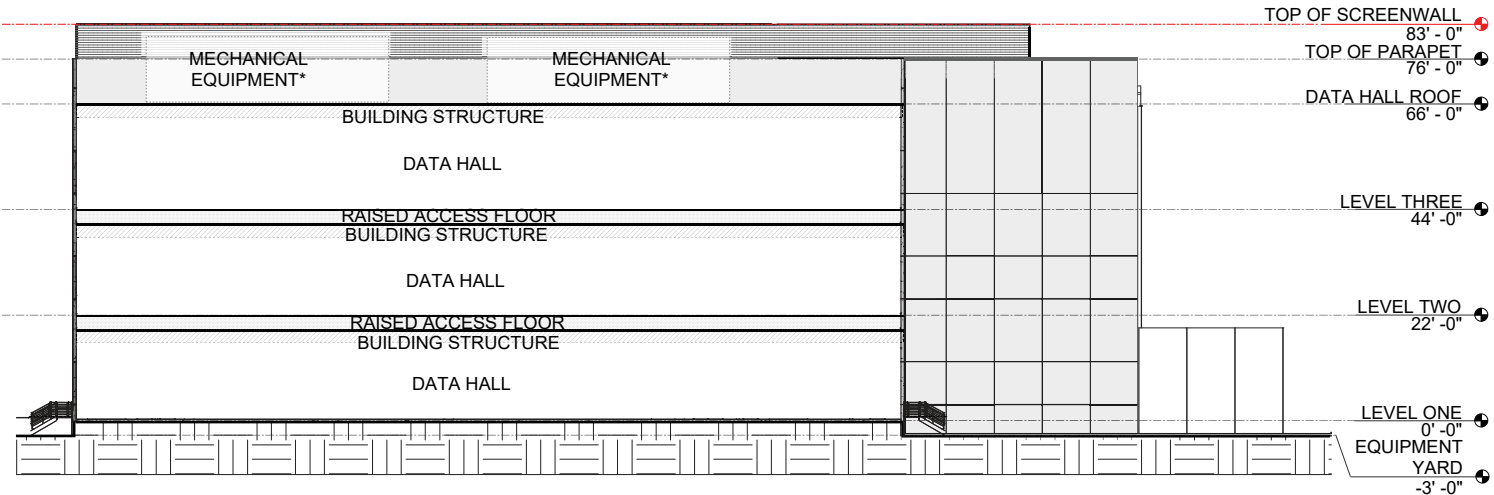 TOP OF SCREENWALL
83' - 0"
MECHANICAL
EQUIPMENT*
MECHANICAL
EQUIPMENT*
TOP OF PARAPET
76' - 0"
DATA HALL ROOF
66' - 0"
BUILDING STRUCTURE
DATA HALL
LEVEL THREE
44' -0"
RAISED ACCESS FLOOR
BUILDING STRUCTURE
DATA HALL
LEVEL TWO
22' -0"
RAISED ACCESS FLOOR
BUILDING STRUCTURE
DATA HALL
LEVEL ONE
0' -0"
EQUIPMENT
YARD
-3' -0"